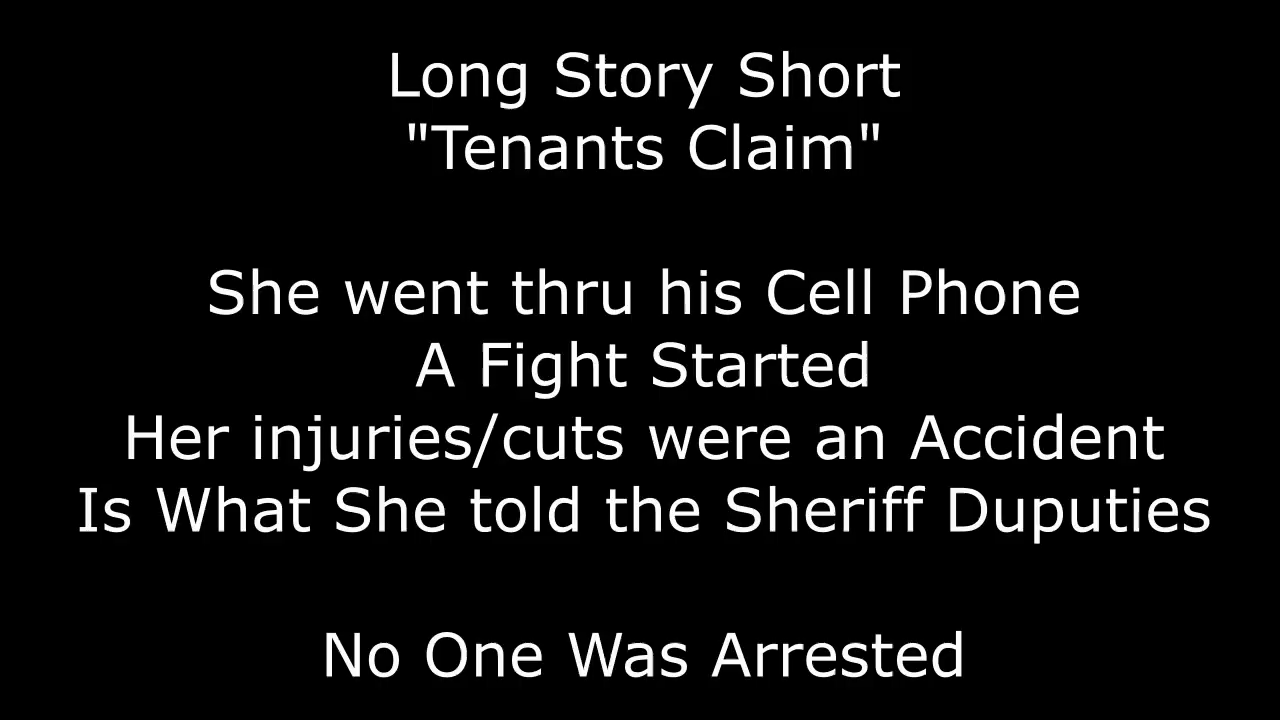 Long Story Short
"Tenants Claim"
She went thru his Cell Phone
A Fight Started
Her injuries/cuts were an Accident
Is What She told the Sheriff Duputies
No One Was Arrested